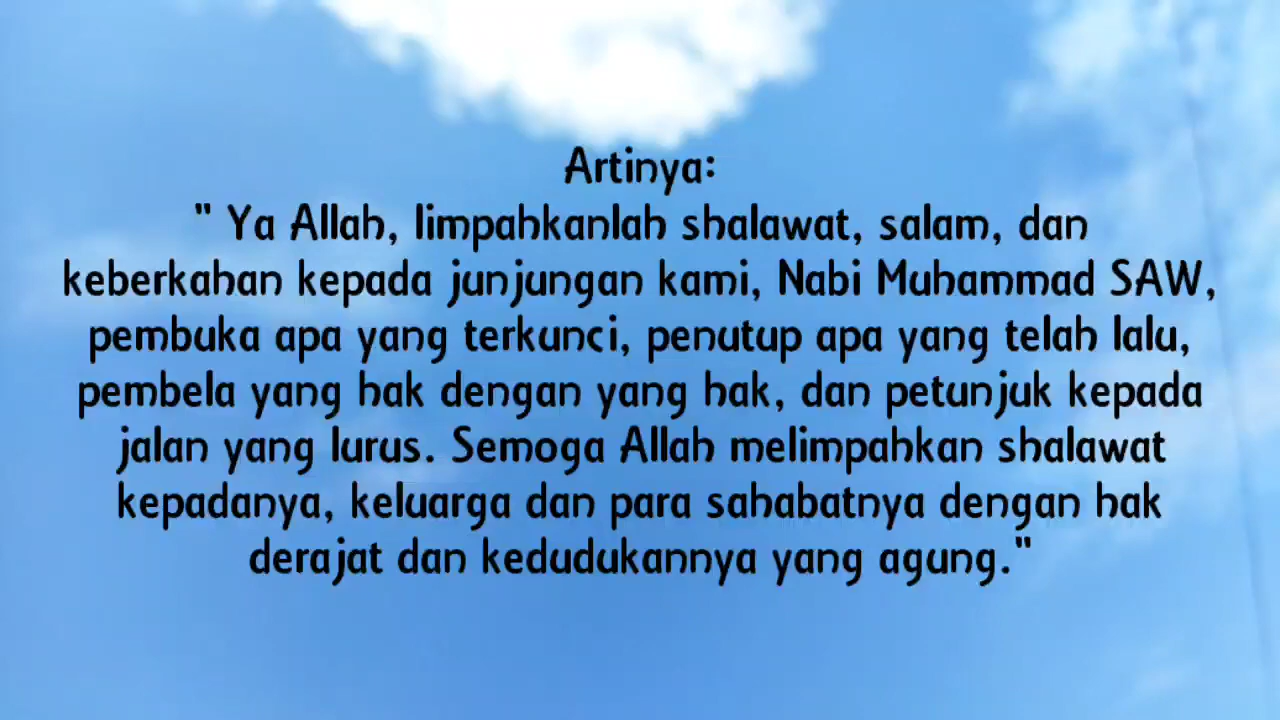 Artinya:
" Ya Allah, limpahkanlah shalawat, salam, dan
keberkahan kepada junjungan kami, Nabi Muhammad SAW,
pembuka apa yang terkunci, penutup apa yang telah lalu,
pembela yang hak dengan yang hak, dan petunjuk kepada
jalan yang lurus. Semoga Allah melimpahkan shalawat
kepadanya, keluarga dan para sahabatnya dengan hak
derajat dan kedudukannya yang agung."